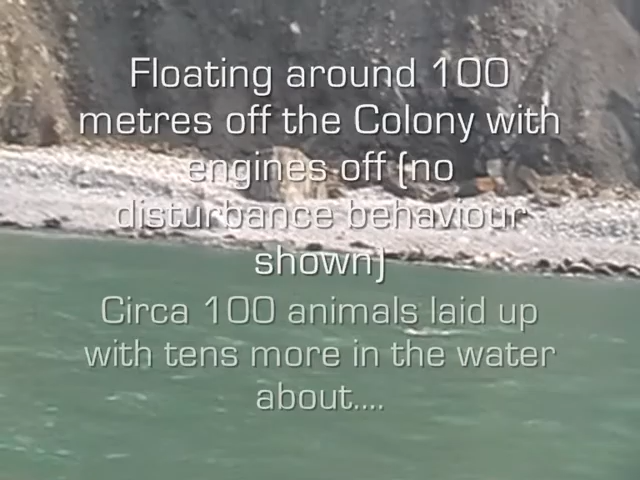 Floating around 100
metres off the Colony with
engines off (no
disturbance behaviour
shown)
Circa 100 animals laid up
with tens more in the water
about....